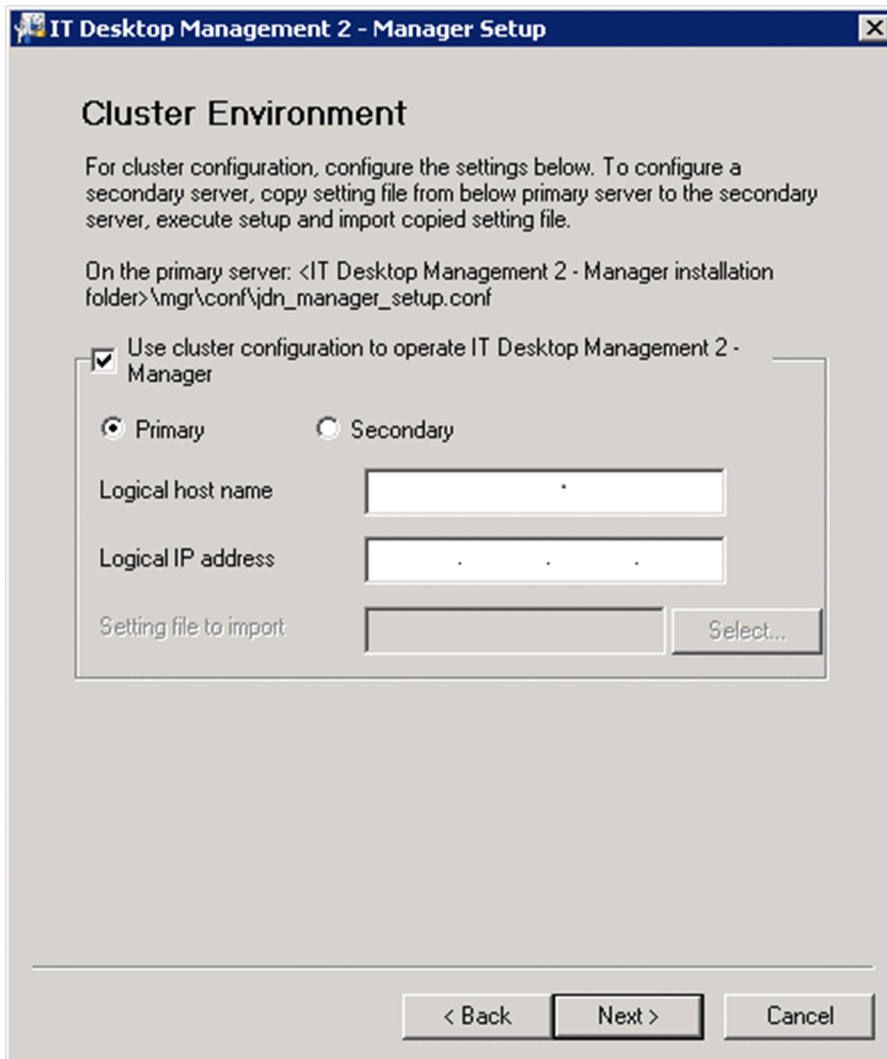 IT Desktop Management 2 - Manager Setup
Cluster Environment
For cluster configuration, configure the settings below. To configure a
secondary server, copy setting file from below primary server to the secondary
server, execute setup and import copied setting file.
On the primary server: <IT Desktop Management 2 - Manager installation
folder>\mgr\conf\jdn_manager_setup.conf
Use cluster configuration to operate IT Desktop Management 2 -
Manager
Primary Secondary
Logical host name
Logical IP address . . .
Setting file to import Select...
< Back Next > Cancel